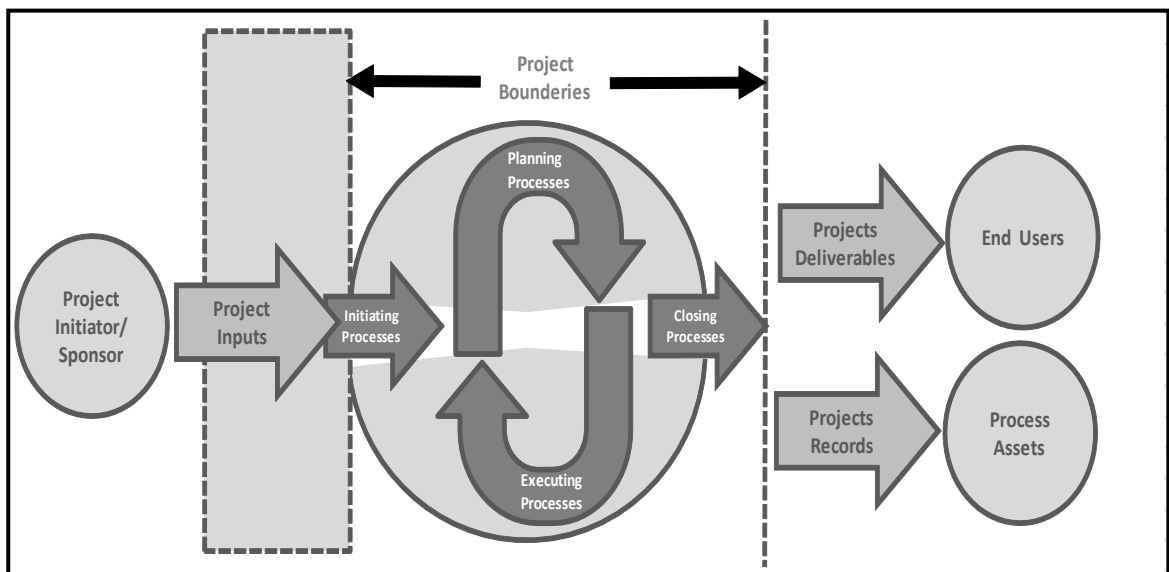 Project
Bounderies
Planning
Processes
Project
Initiator/
Sponsor
Project
Inputs
Initiating
Processes
Closing
Processes
Executing
Processes
Projects
Deliverables
End Users
Projects
Records
Process
Assets